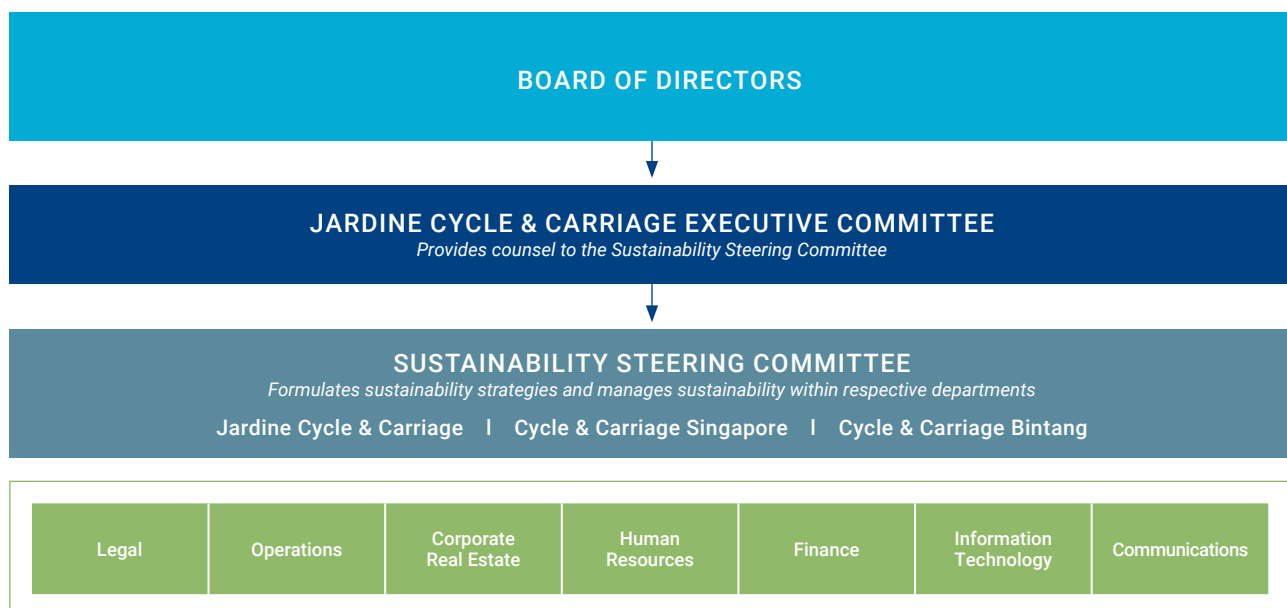 BOARD OF DIRECTORS
JARDINE CYCLE & CARRIAGE EXECUTIVE COMMITTEE
Provides counsel to the Sustainability Steering Committee
SUSTAINABILITY STEERING COMMITTEE
Formulates sustainability strategies and manages sustainability within respective departments
Jardine Cycle & Carriage | Cycle & Carriage Singapore | Cycle & Carriage Bintang
Legal
Operations
Corporate
Real Estate
Human
Resources
Finance
Information
Technology
Communications